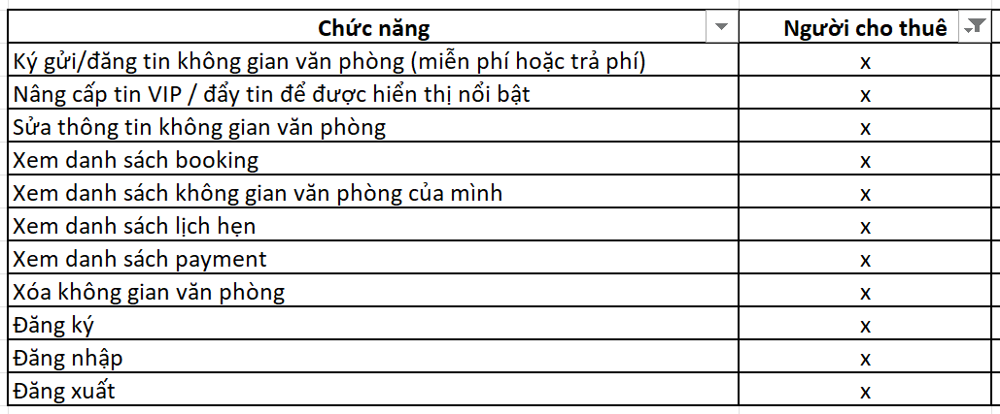 Chức năng Người cho thuê
Ký gửi/đăng tin không gian văn phòng (miễn phí hoặc trả phí) x
Nâng cấp tin VIP / đẩy tin để được hiển thị nổi bật x
Sửa thông tin không gian văn phòng x
Xem danh sách booking x
Xem danh sách không gian văn phòng của mình x
Xem danh sách lịch hẹn x
Xem danh sách payment x
Xóa không gian văn phòng x
Đăng ký x
Đăng nhập x
Đăng xuất x